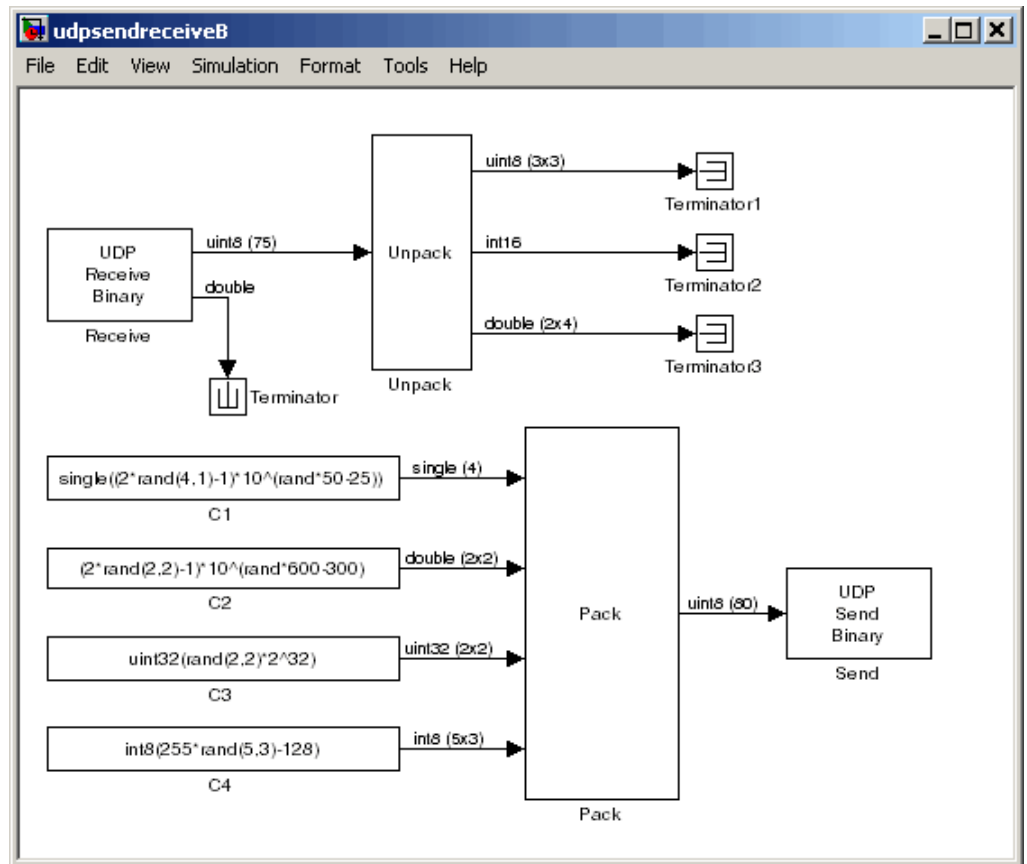 udpsendreceiveB
File Edit View Simulation Format Tools Help
uint8 (3x3)
Terminator1
UDP
Receive
Binary
Receive
uint8 (75)
double
Unpack
Unpack
int16
Terminator2
double (2x4)
Terminator3
Terminator
single((2*rand(4,1)-1)*10^(rand*50-25))
C1
single (4)
(2*rand(2,2)-1)*10^(rand*600-300)
C2
double (2x2)
uint32(rand(2,2)*2^32)
C3
uint32 (2x2)
int8(255*rand(5,3)-128)
C4
int8 (5x3)
Pack
Pack
uint8 (80)
UDP
Send
Binary
Send